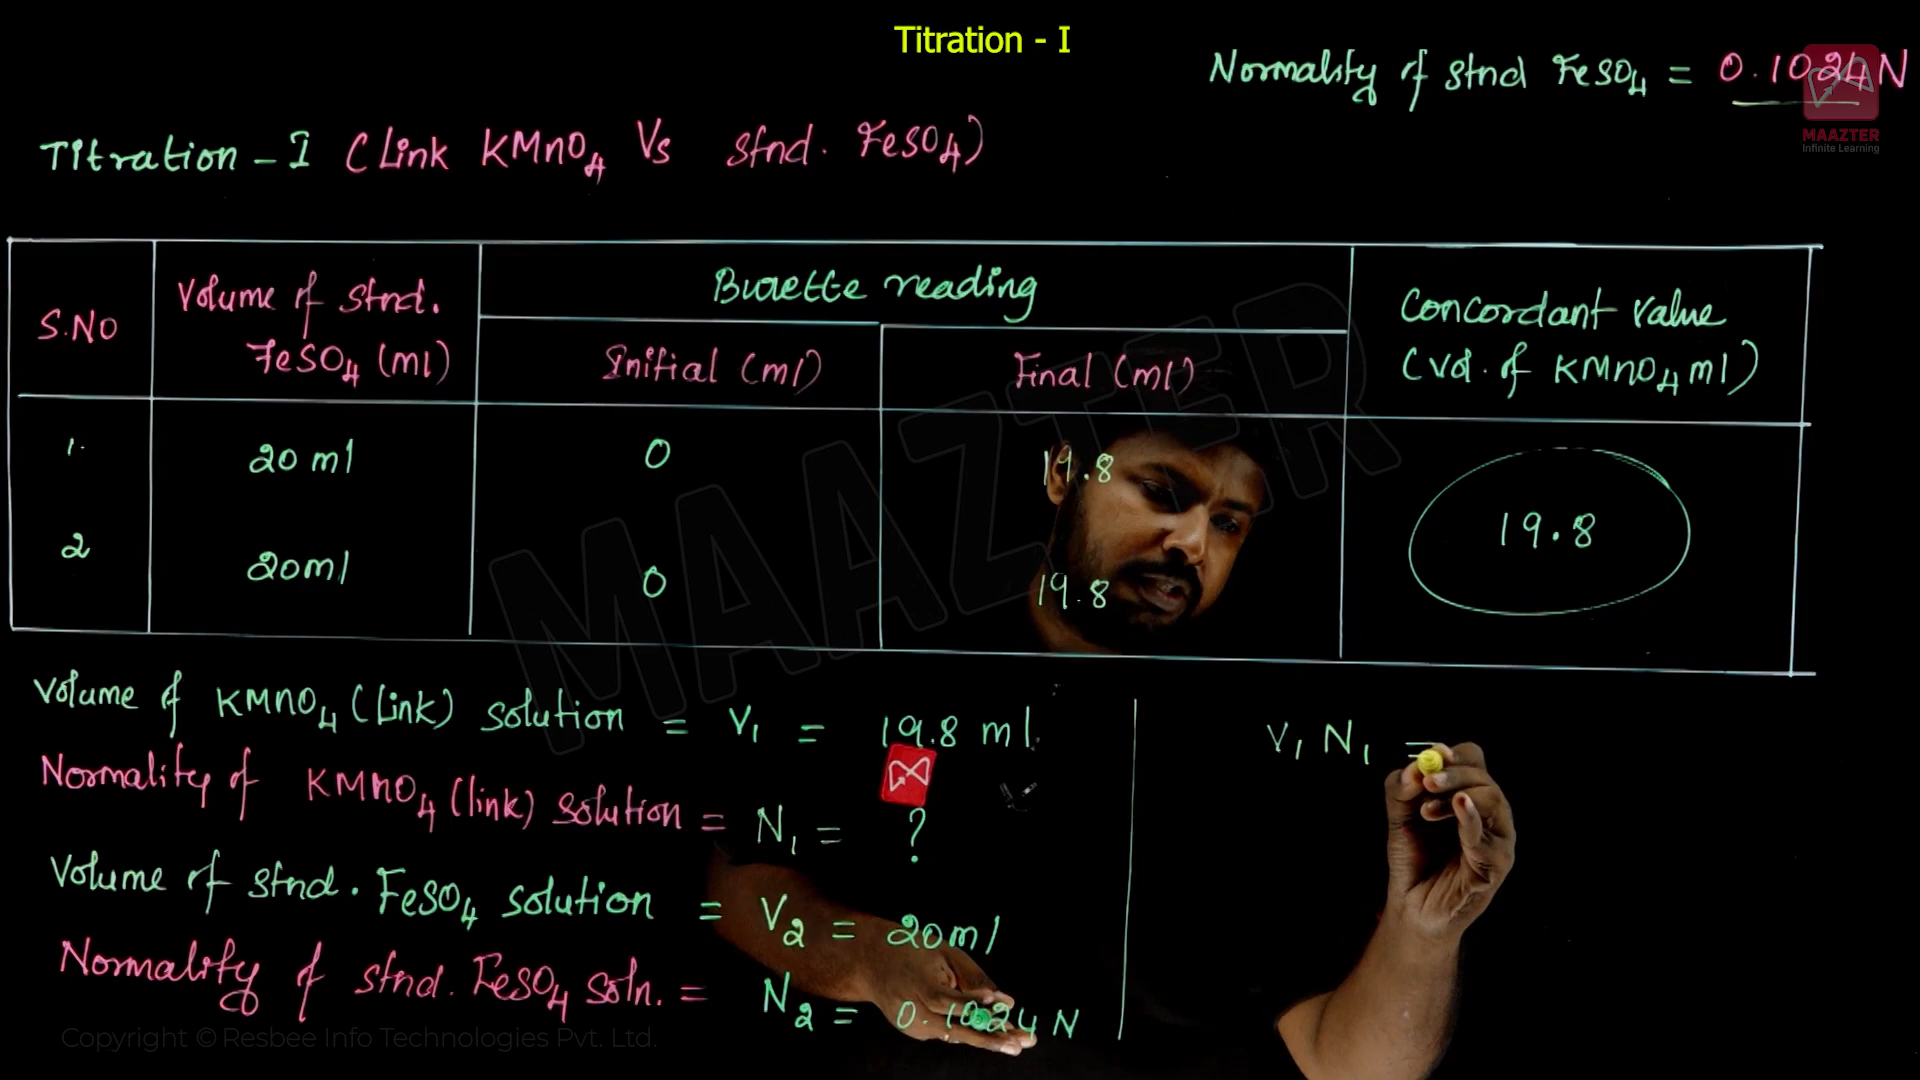 Titration - I
Normality of stnd FeSO4 = 0.1024 N
MAAZTER
Infinite Learning
Titration - I (Link KMnO4 Vs stnd. FeSO4)
S.NO
Volume of stnd. FeSO4 (ml)
Burette reading
Initial (ml)
Final (ml)
Concordant value
(Vol. of KMnO4 ml)
1. 20 ml 0 19.8
19.8
2 20ml 0 19.8
MAAZTER
Volume of KMnO4 (Link) solution = V1 = 19.8 ml.
V1 N1 =
Normality of KMnO4 (link) solution = N1 = ?
Volume of stnd. FeSO4 solution = V2 = 20ml
Normality of stnd. FeSO4 soln. = N2 = 0.1024 N
Copyright © Resbee Info Technologies Pvt. Ltd.